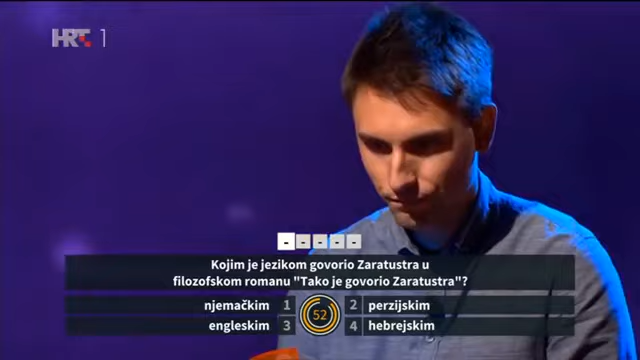 HRT 1
- - - - -
Kojim je jezikom govorio Zaratustra u
filozofskom romanu "Tako je govorio Zaratustra"?
njemačkim 1 2 perzijskim
52
engleskim 3 4 hebrejskim